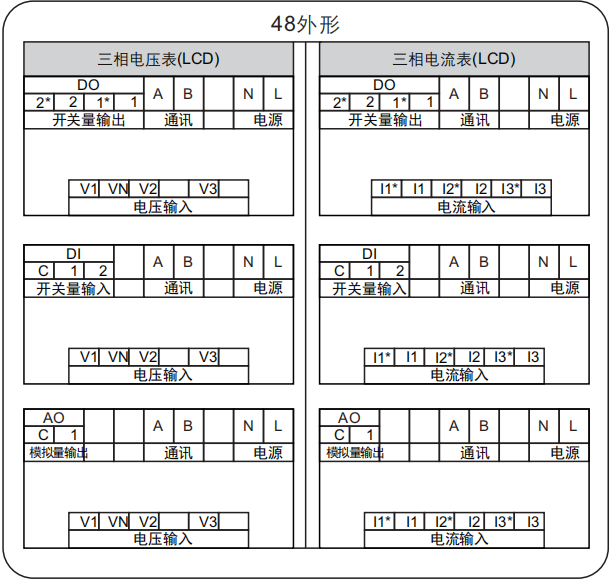 48外形
三相电压表(LCD) 三相电流表(LCD)
DO A B N L DO A B N L
2* 2 1* 1 2* 2 1* 1
开关量输出 通讯 电源 开关量输出 通讯 电源
V1 VN V2 V3 I1* I1 I2* I2 I3* I3
电压输入 电流输入
DI A B N L DI A B N L
C 1 2 C 1 2
开关量输入 通讯 电源 开关量输入 通讯 电源
V1 VN V2 V3 I1* I1 I2* I2 I3* I3
电压输入 电流输入
AO A B N L AO A B N L
C 1 C 1
模拟量输出 通讯 电源 模拟量输出 通讯 电源
V1 VN V2 V3 I1* I1 I2* I2 I3* I3
电压输入 电流输入